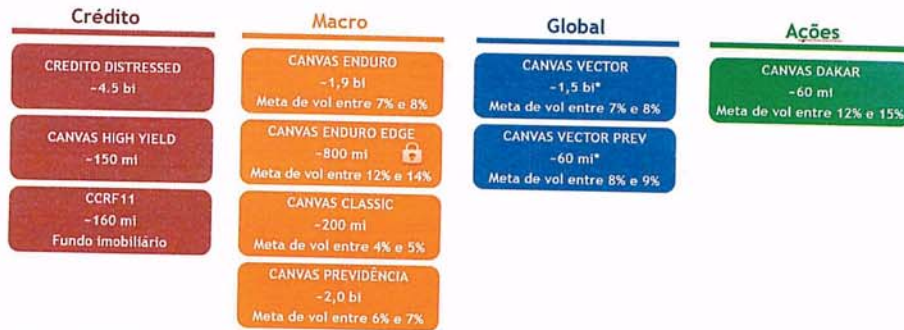 Crédito
CREDITO DISTRESSED
~4.5 bi
CANVAS HIGH YIELD
~150 mi
CCRF11
~160 mi
Fundo imobiliário
Macro
CANVAS ENDURO
~1,9 bi
Meta de vol entre 7% e 8%
CANVAS ENDURO EDGE
~800 mi
Meta de vol entre 12% e 14%
CANVAS CLASSIC
~200 mi
Meta de vol entre 4% e 5%
CANVAS PREVIDÊNCIA
~2,0 bi
Meta de vol entre 6% e 7%
Global
CANVAS VECTOR
~1,5 bi*
Meta de vol entre 7% e 8%
CANVAS VECTOR PREV
~60 mi*
Meta de vol entre 8% e 9%
Ações
CANVAS DAKAR
~60 mi
Meta de vol entre 12% e 15%